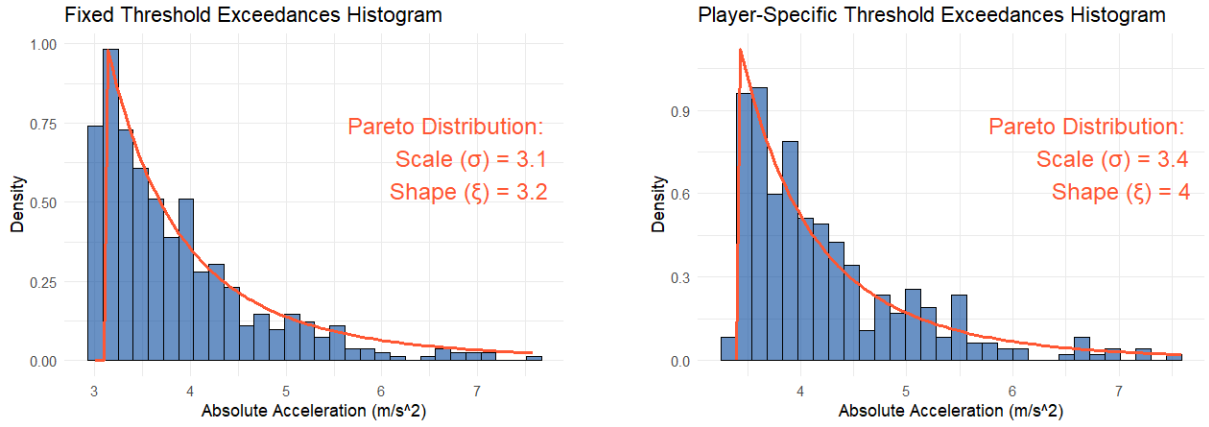 Fixed Threshold Exceedances Histogram
1.00
0.75
0.50
0.25
0.00
Density
Pareto Distribution:
Scale (σ) = 3.1
Shape (ξ) = 3.2
3 4 5 6 7
Absolute Acceleration (m/s^2)
Player-Specific Threshold Exceedances Histogram
0.9
0.6
0.3
0.0
Density
Pareto Distribution:
Scale (σ) = 3.4
Shape (ξ) = 4
4 5 6 7
Absolute Acceleration (m/s^2)